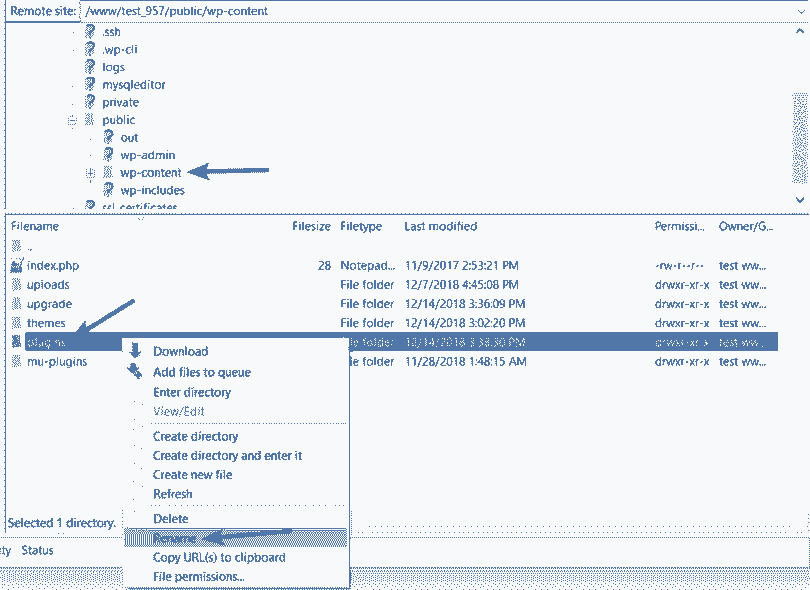 Remote site: /www/test_957/public/wp-content
.ssh
.wp-cli
logs
mysqleditor
private
public
out
wp-admin
wp-content
wp-includes
ssl_certificates
Filename Filesize Filetype Last modified Permissi... Owner/G...
..
index.php 28 Notepad... 11/9/2017 2:53:21 PM -rw-r--r-- test ww...
uploads File folder 12/7/2018 4:45:08 PM drwxr-xr-x test ww...
upgrade File folder 12/14/2018 3:36:09 PM drwxr-xr-x test ww...
themes File folder 12/14/2018 3:02:20 PM drwxr-xr-x test ww...
plugins File folder 12/14/2018 3:38:30 PM drwxr-xr-x test ww...
mu-plugins File folder 11/28/2018 1:48:15 AM drwxr-xr-x test ww...
Download
Add files to queue
Enter directory
View/Edit
Create directory
Create directory and enter it
Create new file
Refresh
Selected 1 directory.
Delete
Rename
ty Status
Copy URL(s) to clipboard
File permissions...